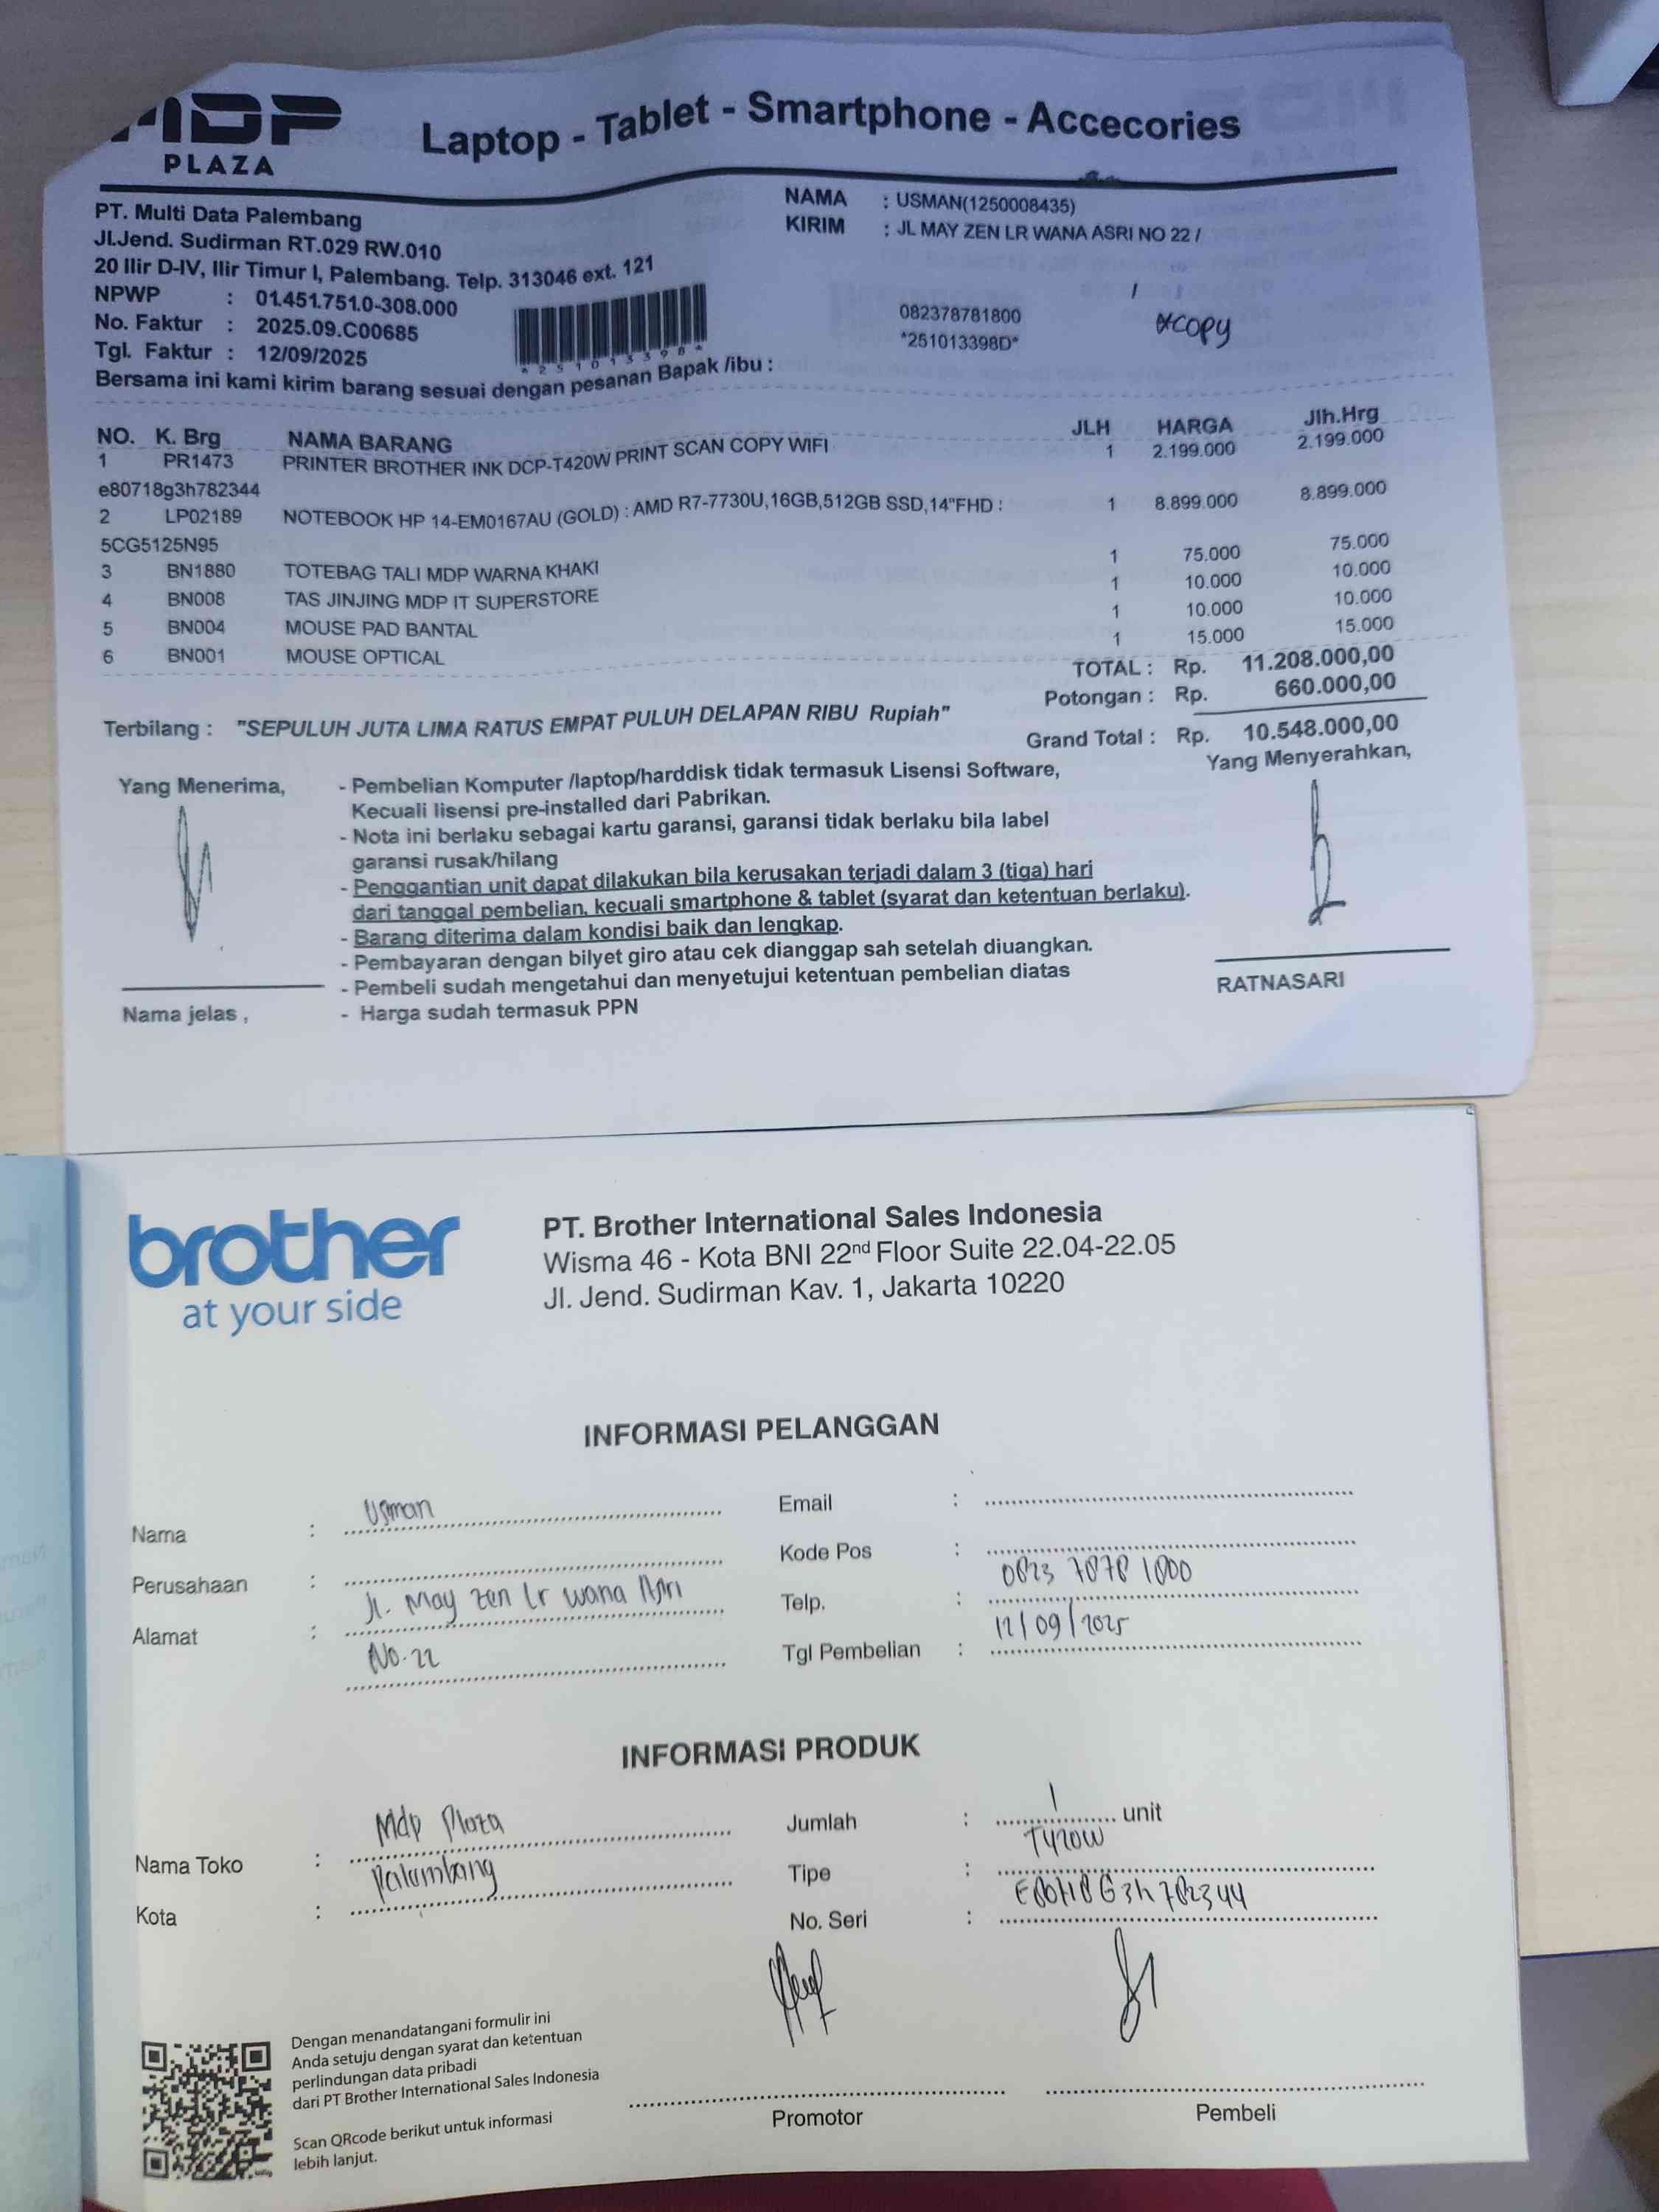 MDP
PLAZA
Laptop - Tablet - Smartphone - Accecories
PT. Multi Data Palembang
Jl.Jend. Sudirman RT.029 RW.010
20 Ilir D-IV, Ilir Timur I, Palembang. Telp. 313046 ext. 121
NPWP : 01.451.751.0-308.000
No. Faktur : 2025.09.C00685
Tgl. Faktur : 12/09/2025
NAMA : USMAN(1250008435)
KIRIM : JL MAY ZEN LR WANA ASRI NO 22 /
/
082378781800
*251013398D*
copy
Bersama ini kami kirim barang sesuai dengan pesanan Bapak /ibu :
NO. K. Brg NAMA BARANG JLH HARGA Jlh.Hrg
1 PR1473 PRINTER BROTHER INK DCP-T420W PRINT SCAN COPY WIFI 1 2.199.000 2.199.000
e80718g3h782344
2 LP02189 NOTEBOOK HP 14-EM0167AU (GOLD) : AMD R7-7730U,16GB,512GB SSD,14"FHD : 1 8.899.000 8.899.000
5CG5125N95
3 BN1880 TOTEBAG TALI MDP WARNA KHAKI 1 75.000 75.000
4 BN008 TAS JINJING MDP IT SUPERSTORE 1 10.000 10.000
5 BN004 MOUSE PAD BANTAL 1 10.000 10.000
6 BN001 MOUSE OPTICAL 1 15.000 15.000
TOTAL : Rp. 11.208.000,00
Potongan : Rp. 660.000,00
Terbilang : "SEPULUH JUTA LIMA RATUS EMPAT PULUH DELAPAN RIBU Rupiah"
Grand Total : Rp. 10.548.000,00
Yang Menerima,
Nama jelas ,
- Pembelian Komputer /laptop/harddisk tidak termasuk Lisensi Software,
Kecuali lisensi pre-installed dari Pabrikan.
- Nota ini berlaku sebagai kartu garansi, garansi tidak berlaku bila label
garansi rusak/hilang
- Penggantian unit dapat dilakukan bila kerusakan terjadi dalam 3 (tiga) hari
dari tanggal pembelian, kecuali smartphone & tablet (syarat dan ketentuan berlaku).
- Barang diterima dalam kondisi baik dan lengkap.
- Pembayaran dengan bilyet giro atau cek dianggap sah setelah diuangkan.
- Pembeli sudah mengetahui dan menyetujui ketentuan pembelian diatas
- Harga sudah termasuk PPN
Yang Menyerahkan,
RATNASARI
brother
at your side
PT. Brother International Sales Indonesia
Wisma 46 - Kota BNI 22nd Floor Suite 22.04-22.05
Jl. Jend. Sudirman Kav. 1, Jakarta 10220
INFORMASI PELANGGAN
Nama : Usman
Perusahaan :
Alamat : Jl. May zen Lr wana Asri
No. 22
Email :
Kode Pos :
Telp. : 0823 7878 1800
Tgl Pembelian : 12/09/2025
INFORMASI PRODUK
Nama Toko : Mdp Plaza
Kota : Palembang
Jumlah : 1 unit
Tipe : T420W
No. Seri : E80718G3H782344
Dengan menandatangani formulir ini
Anda setuju dengan syarat dan ketentuan
perlindungan data pribadi
dari PT Brother International Sales Indonesia
Scan QRcode berikut untuk informasi
lebih lanjut.
Promotor
Pembeli